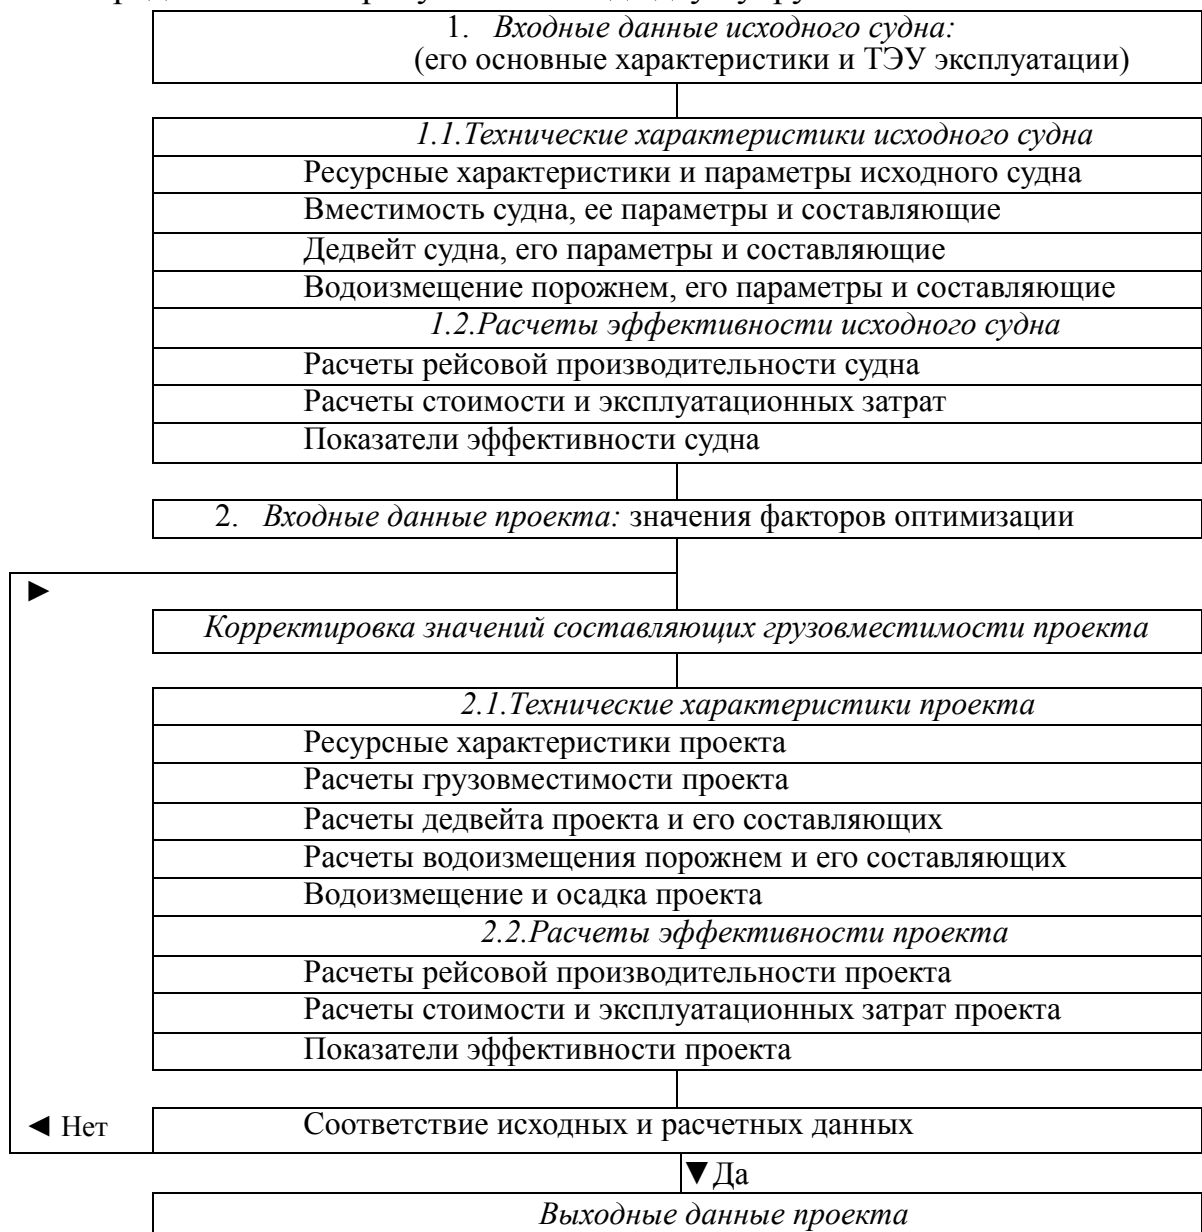 1. Входные данные исходного судна:
(его основные характеристики и ТЭУ эксплуатации)
1.1.Технические характеристики исходного судна
Ресурсные характеристики и параметры исходного судна
Вместимость судна, ее параметры и составляющие
Дедвейт судна, его параметры и составляющие
Водоизмещение порожнем, его параметры и составляющие
1.2.Расчеты эффективности исходного судна
Расчеты рейсовой производительности судна
Расчеты стоимости и эксплуатационных затрат
Показатели эффективности судна
2. Входные данные проекта: значения факторов оптимизации
►
Корректировка значений составляющих грузовместимости проекта
2.1.Технические характеристики проекта
Ресурсные характеристики проекта
Расчеты грузовместимости проекта
Расчеты дедвейта проекта и его составляющих
Расчеты водоизмещения порожнем и его составляющих
Водоизмещение и осадка проекта
2.2.Расчеты эффективности проекта
Расчеты рейсовой производительности проекта
Расчеты стоимости и эксплуатационных затрат проекта
Показатели эффективности проекта
◄ Нет
Соответствие исходных и расчетных данных
▼Да
Выходные данные проекта